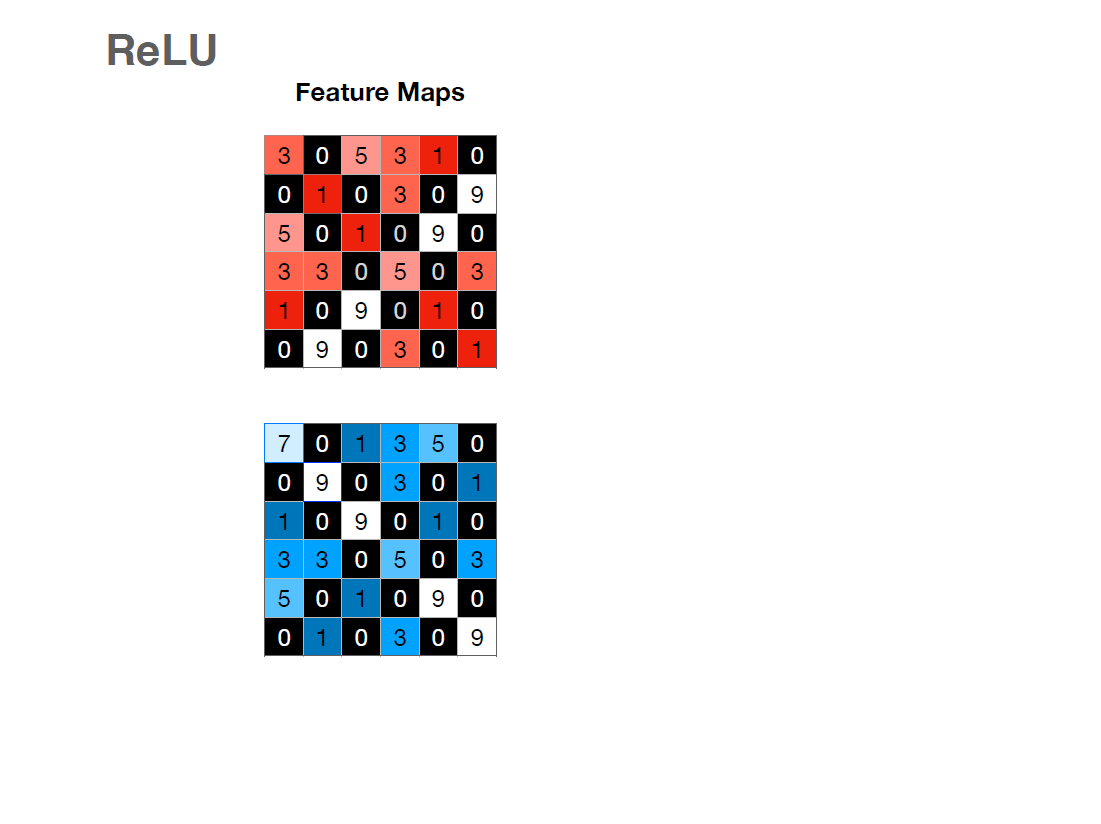 ReLU
Feature Maps
3 0 5 3 1 0
0 1 0 3 0 9
5 0 1 0 9 0
3 3 0 5 0 3
1 0 9 0 1 0
0 9 0 3 0 1
7 0 1 3 5 0
0 9 0 3 0 1
1 0 9 0 1 0
3 3 0 5 0 3
5 0 1 0 9 0
0 1 0 3 0 9